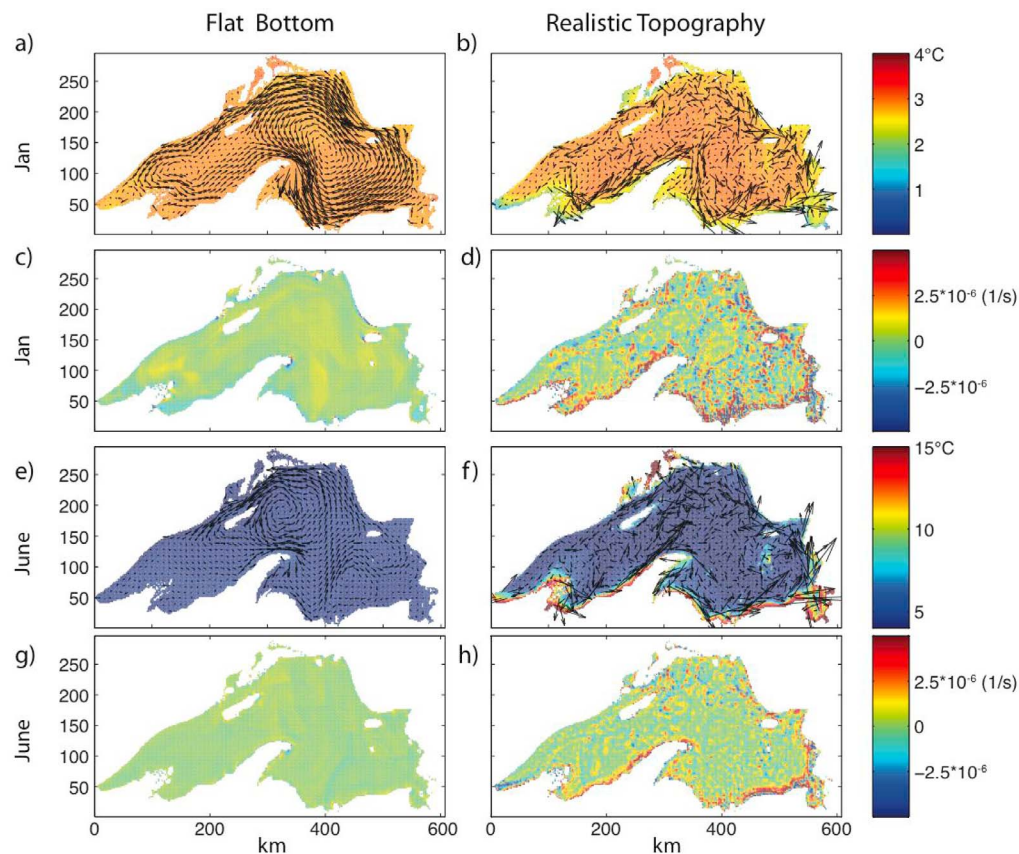 Flat Bottom
Realistic Topography
a)
b)
Jan
250
200
150
100
50
4°C
3
2
1
c)
d)
Jan
250
200
150
100
50
2.5*10⁻⁶ (1/s)
0
−2.5*10⁻⁶
e)
f)
June
250
200
150
100
50
15°C
10
5
g)
h)
June
250
200
150
100
50
2.5*10⁻⁶ (1/s)
0
−2.5*10⁻⁶
0 200 400 600
0 200 400 600
km
km